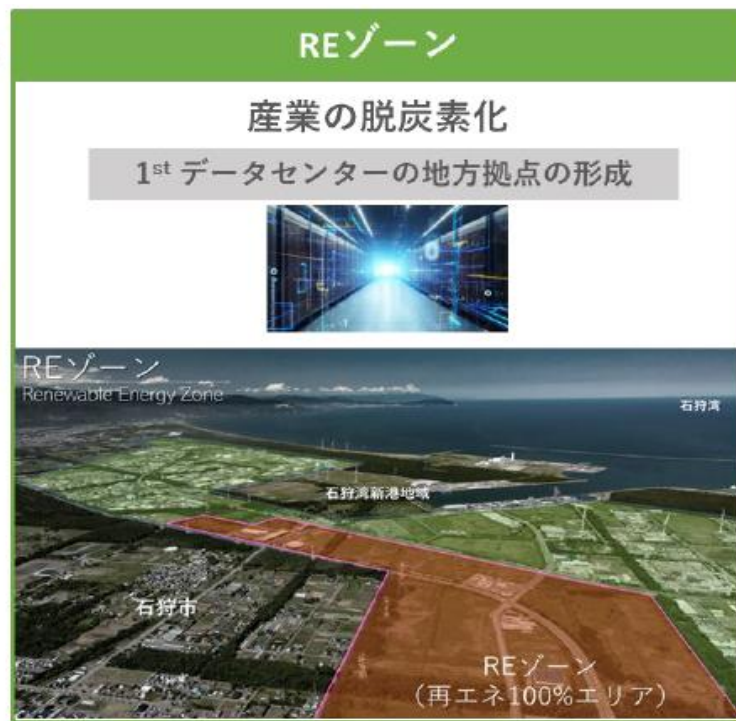 REゾーン
産業の脱炭素化
1st データセンターの地方拠点の形成
REゾーン
Renewable Energy Zone
石狩湾
石狩湾新港地域
石狩市
REゾーン
（再エネ100%エリア）